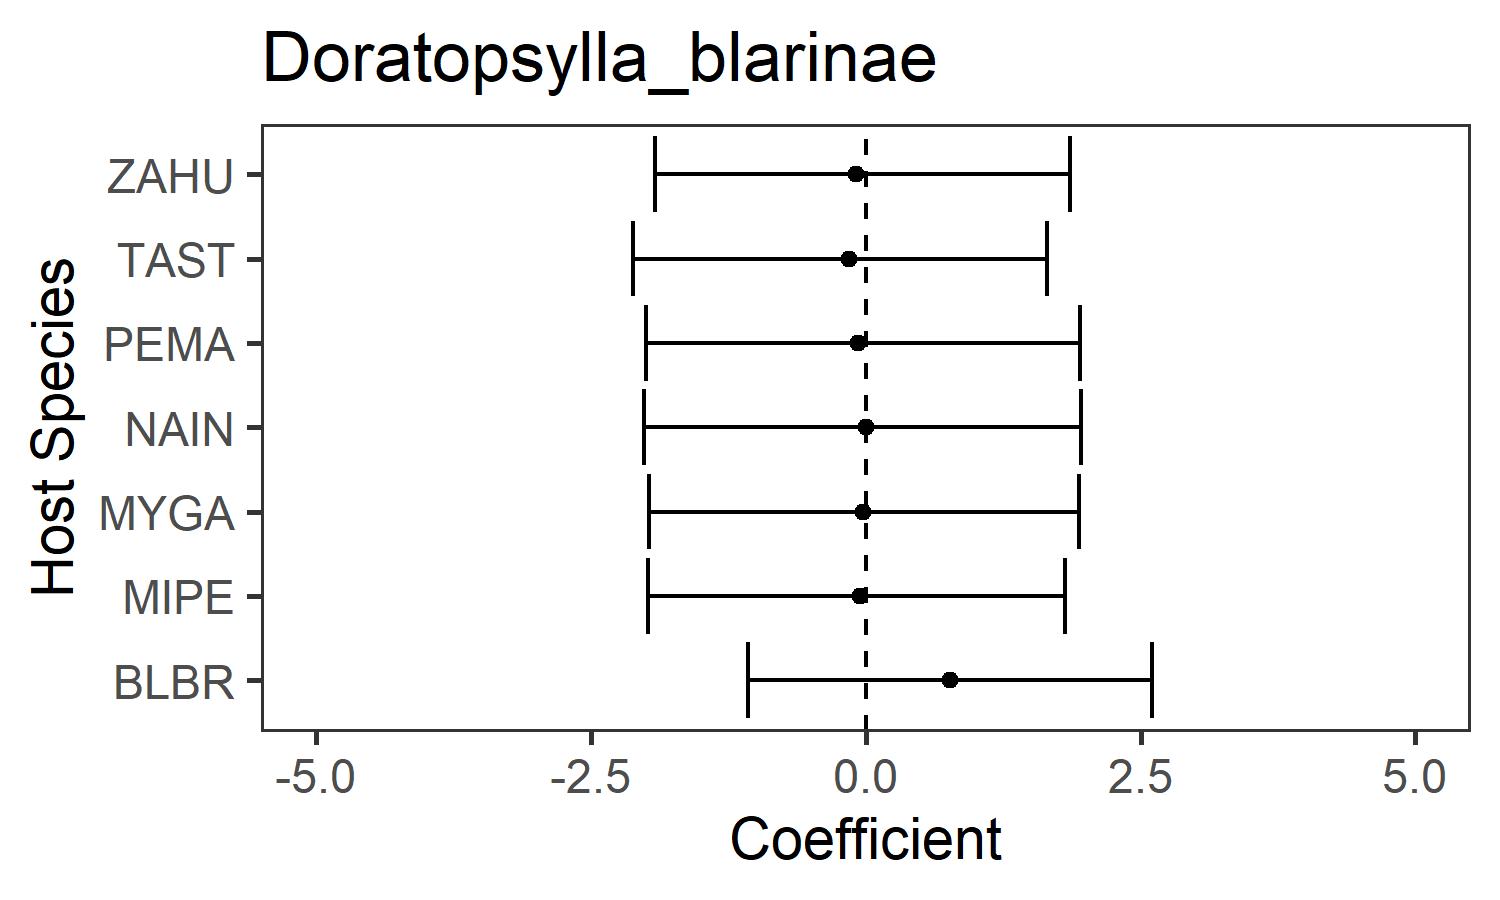 Doratopsylla_blarinae
Host Species
ZAHU
TAST
PEMA
NAIN
MYGA
MIPE
BLBR
-5.0 -2.5 0.0 2.5 5.0
Coefficient